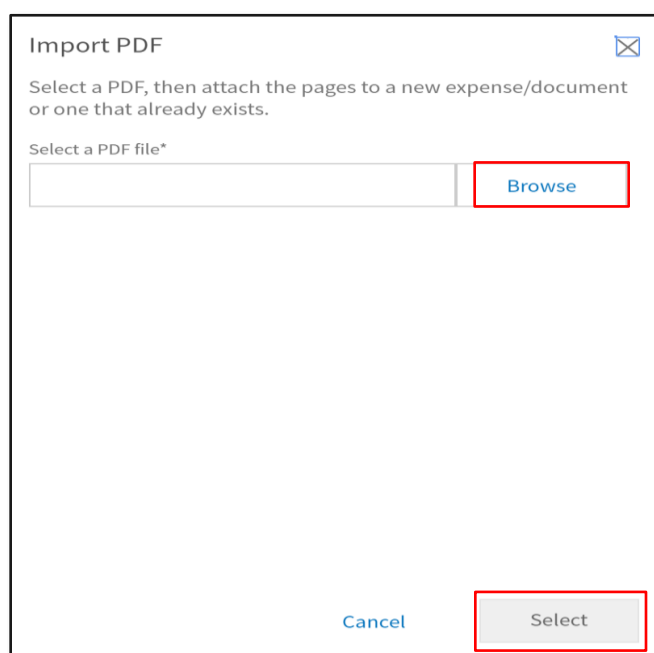 Import PDF
Select a PDF, then attach the pages to a new expense/document
or one that already exists.
Select a PDF file*
Browse
Cancel
Select